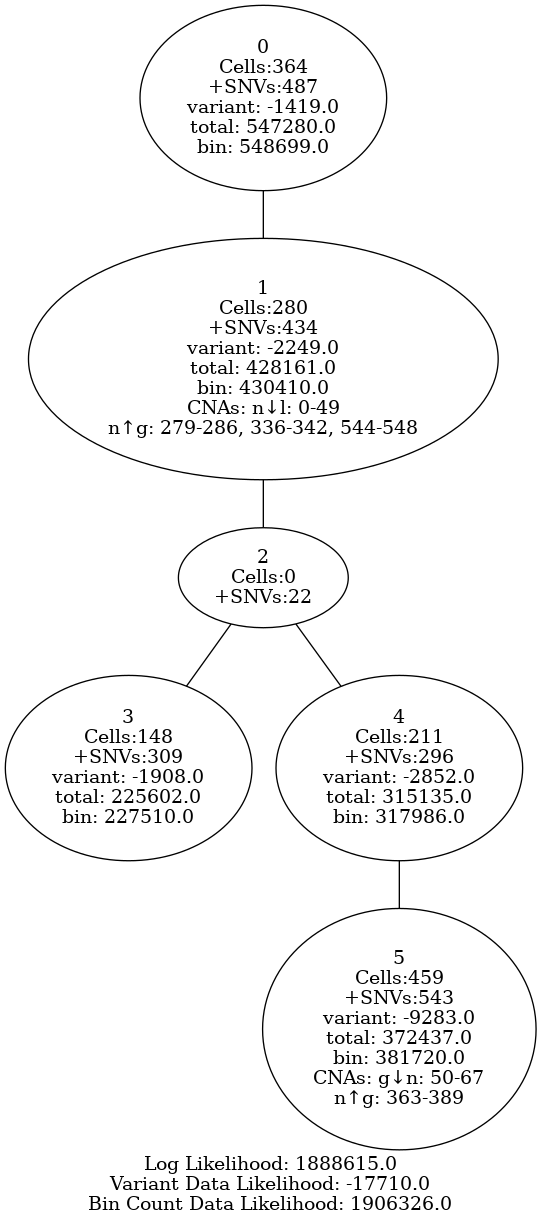 0
Cells:364
+SNVs:487
variant: -1419.0
total: 547280.0
bin: 548699.0
1
Cells:280
+SNVs:434
variant: -2249.0
total: 428161.0
bin: 430410.0
CNAs: n↓l: 0-49
n↑g: 279-286, 336-342, 544-548
2
Cells:0
+SNVs:22
3
Cells:148
+SNVs:309
variant: -1908.0
total: 225602.0
bin: 227510.0
4
Cells:211
+SNVs:296
variant: -2852.0
total: 315135.0
bin: 317986.0
5
Cells:459
+SNVs:543
variant: -9283.0
total: 372437.0
bin: 381720.0
CNAs: g↓n: 50-67
n↑g: 363-389
Log Likelihood: 1888615.0
Variant Data Likelihood: -17710.0
Bin Count Data Likelihood: 1906326.0